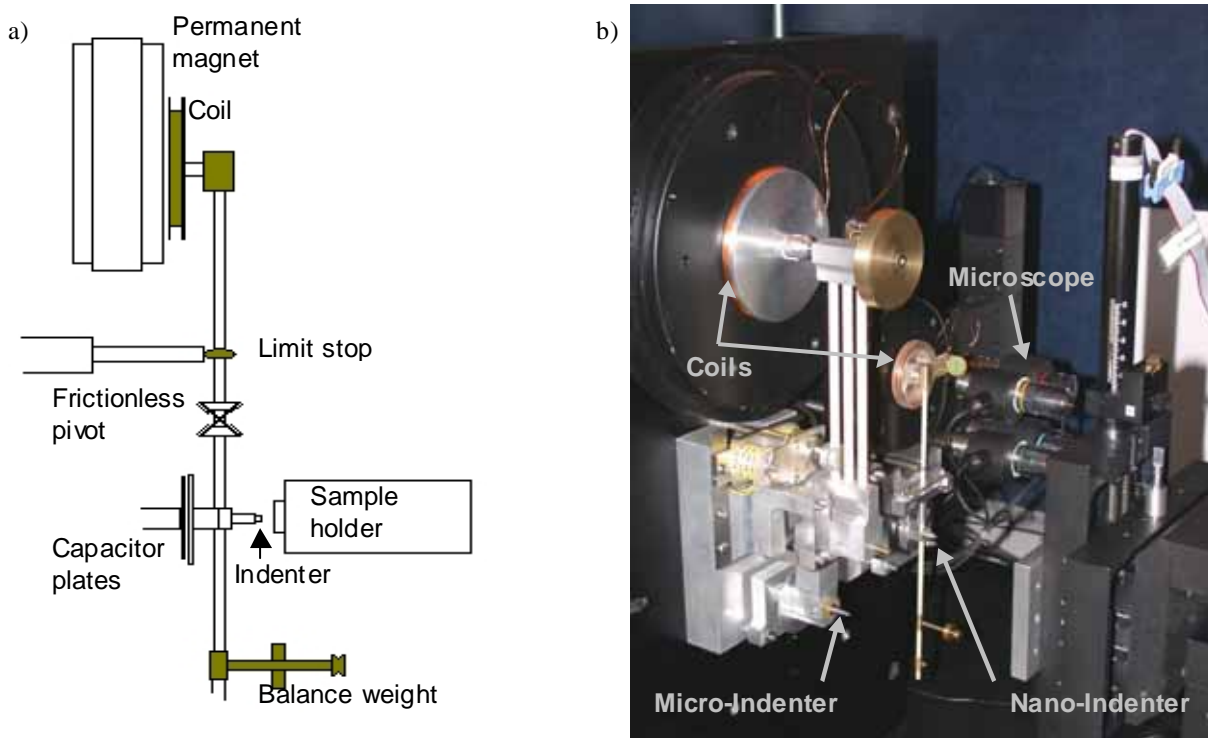 a)
Permanent
magnet
Coil
Limit stop
Frictionless
pivot
Sample
holder
Capacitor
plates
Indenter
Balance weight
b)
Microscope
Coils
Micro-Indenter
Nano-Indenter